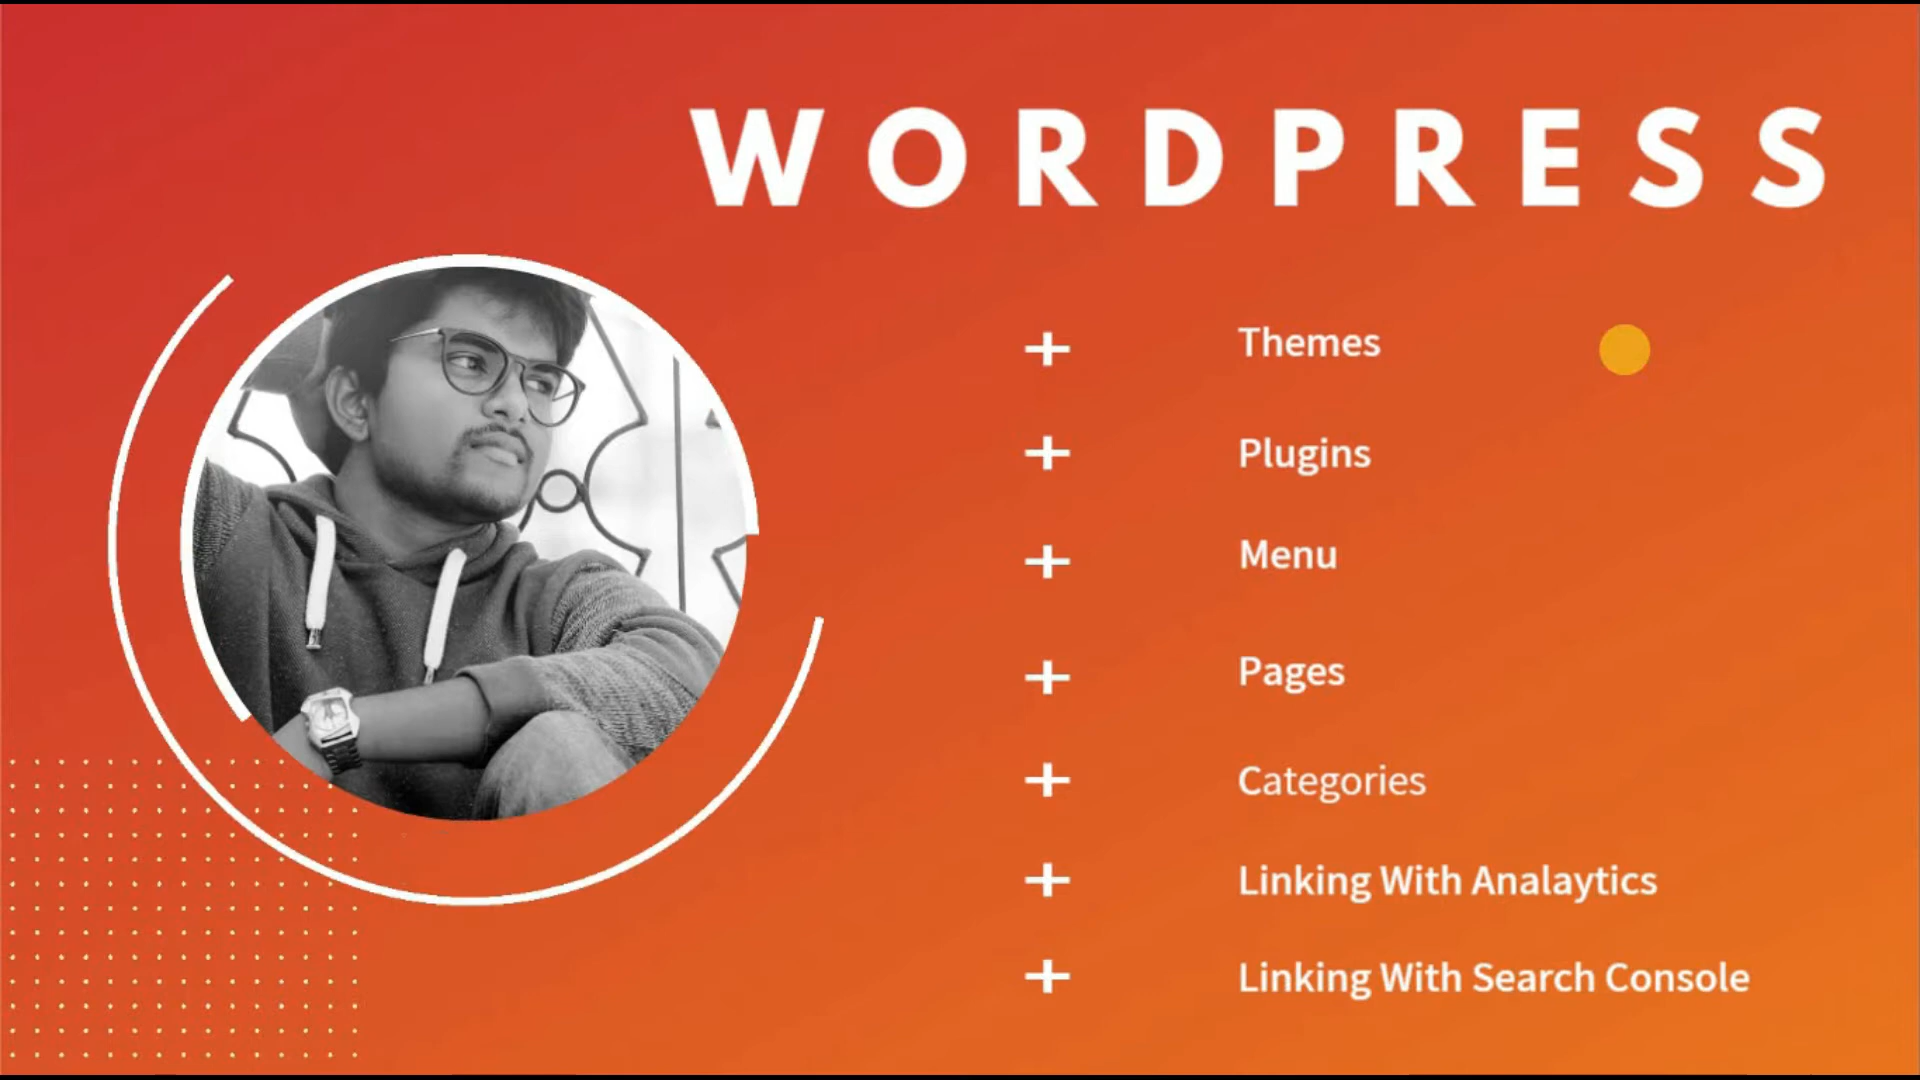 WORDPRESS
+ Themes
+ Plugins
+ Menu
+ Pages
+ Categories
+ Linking With Analaytics
+ Linking With Search Console